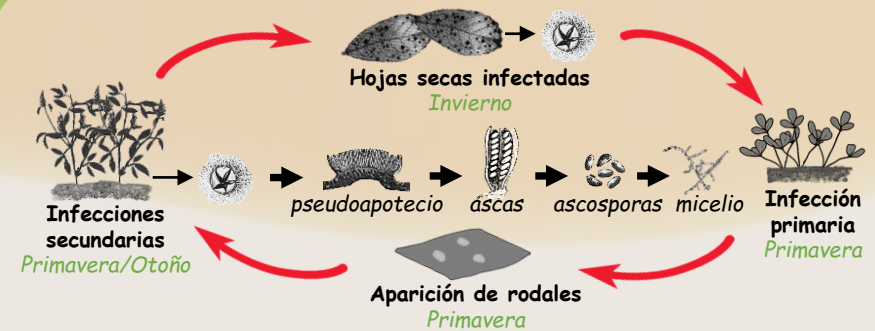 Hojas secas infectadas
Invierno
pseudoapotecio
ascas
ascosporas
micelio
Infecciones
secundarias
Primavera/Otoño
Infección
primaria
Primavera
Aparición de rodales
Primavera